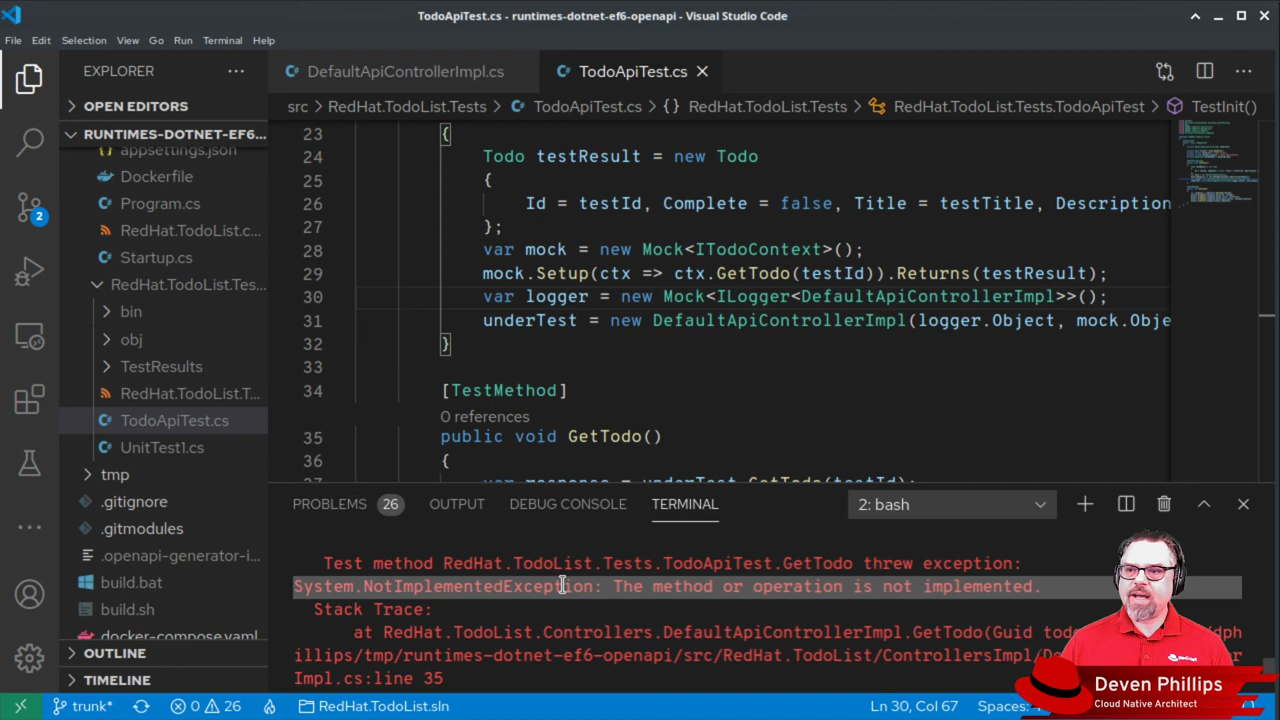 TodoApiTest.cs - runtimes-dotnet-ef6-openapi - Visual Studio Code
File Edit Selection View Go Run Terminal Help
EXPLORER
DefaultApiControllerImpl.cs
TodoApiTest.cs
OPEN EDITORS
src > RedHat.TodoList.Tests > TodoApiTest.cs > {} RedHat.TodoList.Tests > RedHat.TodoList.Tests.TodoApiTest > TestInit()
RUNTIMES-DOTNET-EF6...
appsettings.json
Dockerfile
Program.cs
RedHat.TodoList.c...
Startup.cs
RedHat.TodoList.Tes...
bin
obj
TestResults
RedHat.TodoList.T...
TodoApiTest.cs
UnitTest1.cs
tmp
.gitignore
.gitmodules
.openapi-generator-i...
build.bat
build.sh
docker-compose.yaml
OUTLINE
TIMELINE
2
23 {
24 Todo testResult = new Todo
25 {
26 Id = testId, Complete = false, Title = testTitle, Description
27 };
28 var mock = new Mock<ITodoContext>();
29 mock.Setup(ctx => ctx.GetTodo(testId)).Returns(testResult);
30 var logger = new Mock<ILogger<DefaultApiControllerImpl>>();
31 underTest = new DefaultApiControllerImpl(logger.Object, mock.Obje
32 }
33
34 [TestMethod]
0 references
35 public void GetTodo()
36 {
37 var response = underTest.GetTodo(testId);
PROBLEMS 26 OUTPUT DEBUG CONSOLE TERMINAL 2: bash
Test method RedHat.TodoList.Tests.TodoApiTest.GetTodo threw exception:
System.NotImplementedException: The method or operation is not implemented.
Stack Trace:
at RedHat.TodoList.Controllers.DefaultApiControllerImpl.GetTodo(Guid
illips/tmp/runtimes-dotnet-ef6-openapi/src/RedHat.TodoList/ControllersImpl/
Impl.cs:line 35
Deven Phillips
Cloud Native Architect
trunk* 0 26 RedHat.TodoList.sln Ln 30, Col 67 Spaces: